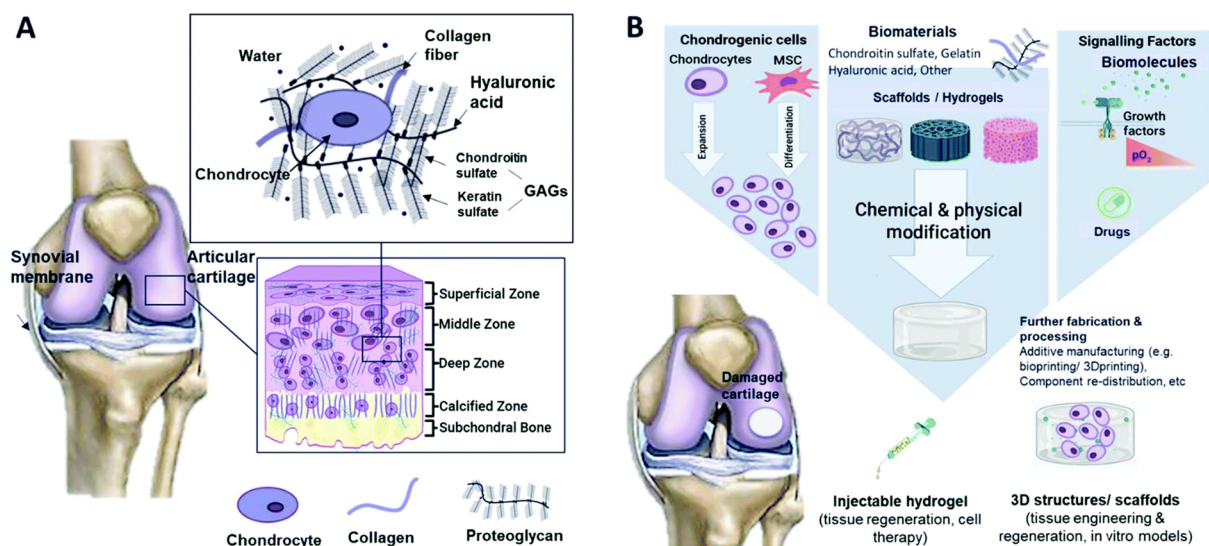 A
Water
Collagen
fiber
Hyaluronic
acid
Chondrocyte
Chondroitin
sulfate
Keratin
sulfate
GAGs
Synovial
membrane
Articular
cartilage
Superficial Zone
Middle Zone
Deep Zone
Calcified Zone
Subchondral Bone
Chondrocyte
Collagen
Proteoglycan
B
Chondrogenic cells
Chondrocytes
MSC
Expansion
Differentiation
Biomaterials
Chondroitin sulfate, Gelatin
Hyaluronic acid, Other
Scaffolds / Hydrogels
Chemical & physical
modification
Signalling Factors
Biomolecules
Growth
factors
pO2
Drugs
Damaged
cartilage
Further fabrication &
processing
Additive manufacturing (e.g.
bioprinting/ 3Dprinting),
Component re-distribution, etc
Injectable hydrogel
(tissue regeneration, cell
therapy)
3D structures/ scaffolds
(tissue engineering &
regeneration, in vitro models)